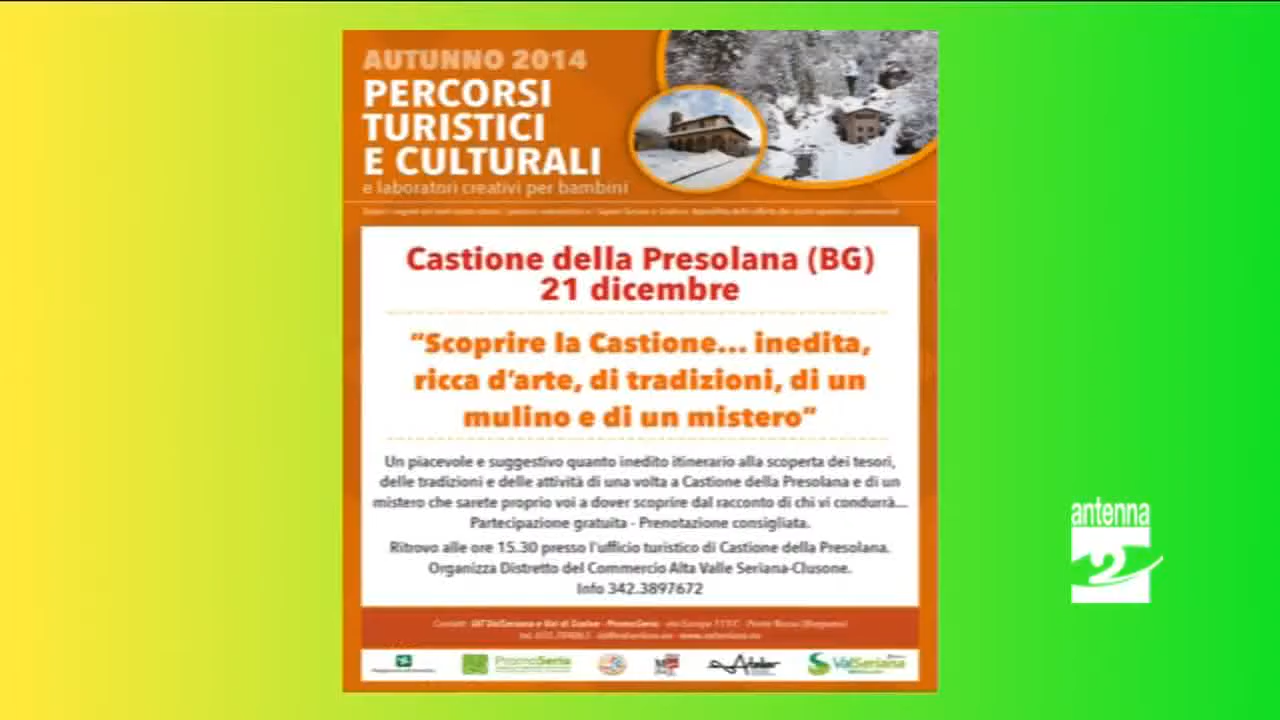 AUTUNNO 2014
PERCORSI
TURISTICI
E CULTURALI
e laboratori creativi per bambini
Castione della Presolana (BG)
21 dicembre
"Scoprire la Castione... inedita,
ricca d'arte, di tradizioni, di un
mulino e di un mistero"
Un piacevole e suggestivo quanto inedito itinerario alla scoperta dei tesori,
delle tradizioni e delle attività di una volta a Castione della Presolana e di un
mistero che sarete proprio voi a dover scoprire dal racconto di chi vi condurrà...
Partecipazione gratuita - Prenotazione consigliata.
Ritrovo alle ore 15.30 presso l'ufficio turistico di Castione della Presolana.
Organizza Distretto del Commercio Alta Valle Seriana-Clusone.
Info 342.3897672
PromoSerio
Atelier
ValSeriana
antenna
2